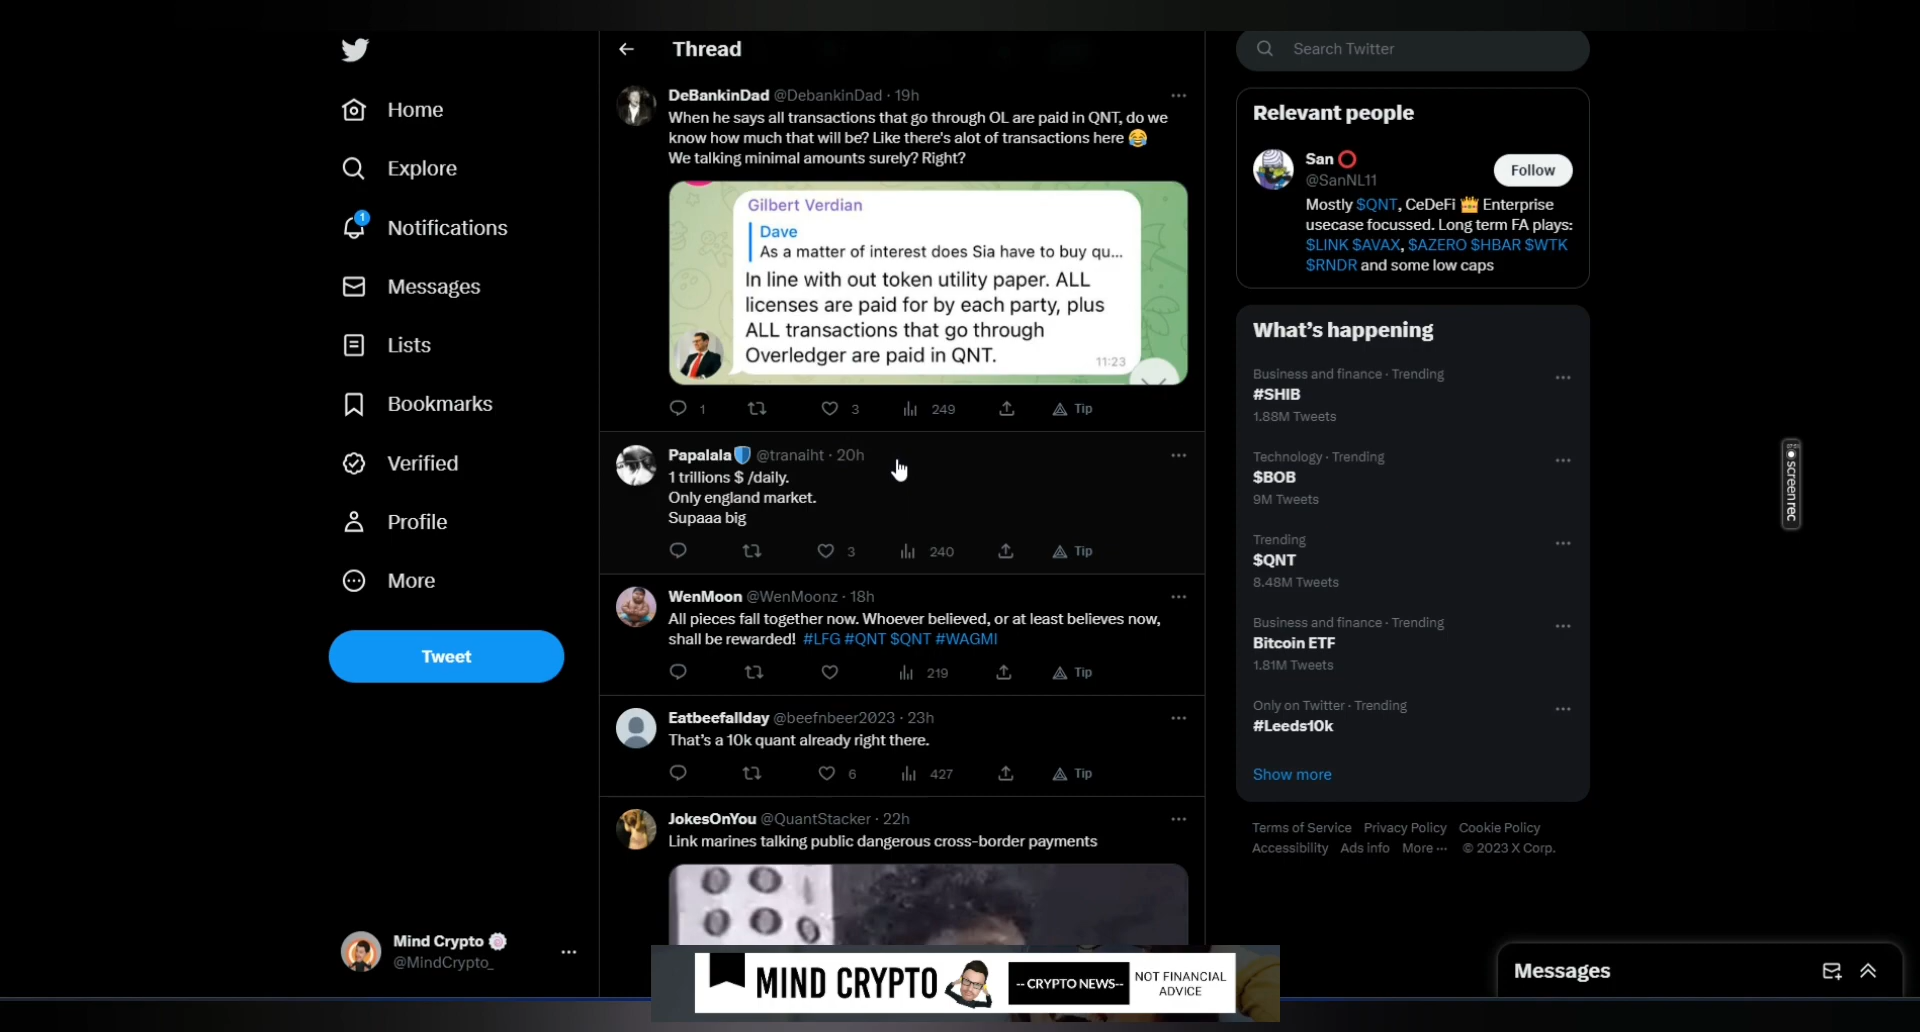 Home
Explore
1
Notifications
Messages
Lists
Bookmarks
Verified
Profile
More
Tweet
Mind Crypto
@MindCrypto_
Thread
DeBankinDad @DebankinDad · 19h
When he says all transactions that go through OL are paid in QNT, do we
know how much that will be? Like there's alot of transactions here 😂
We talking minimal amounts surely? Right?
Gilbert Verdian
Dave
As a matter of interest does Sia have to buy qu...
In line with out token utility paper. ALL
licenses are paid for by each party, plus
ALL transactions that go through
Overledger are paid in QNT.
11:23
1 3 249 Tip
Papalala🛡️ @tranaiht · 20h
1 trillions $ /daily.
Only england market.
Supaaa big
3 240 Tip
WenMoon @WenMoonz · 18h
All pieces fall together now. Whoever believed, or at least believes now,
shall be rewarded! #LFG #QNT $QNT #WAGMI
219 Tip
Eatbeefallday @beefnbeer2023 · 23h
That's a 10k quant already right there.
6 427 Tip
JokesOnYou @QuantStacker · 22h
Link marines talking public dangerous cross-border payments
MIND CRYPTO
-- CRYPTO NEWS--
NOT FINANCIAL
ADVICE
Search Twitter
Relevant people
San ⭕
@SanNL11
Follow
Mostly $QNT, CeDeFi 👑 Enterprise
usecase focussed. Long term FA plays:
$LINK $AVAX, $AZERO $HBAR $WTK
$RNDR and some low caps
What's happening
Business and finance · Trending
#SHIB
1.88M Tweets
Technology · Trending
$BOB
9M Tweets
Trending
$QNT
8.48M Tweets
Business and finance · Trending
Bitcoin ETF
1.81M Tweets
Only on Twitter · Trending
#Leeds10k
Show more
Terms of Service Privacy Policy Cookie Policy
Accessibility Ads info More ··· © 2023 X Corp.
Messages
screenrec